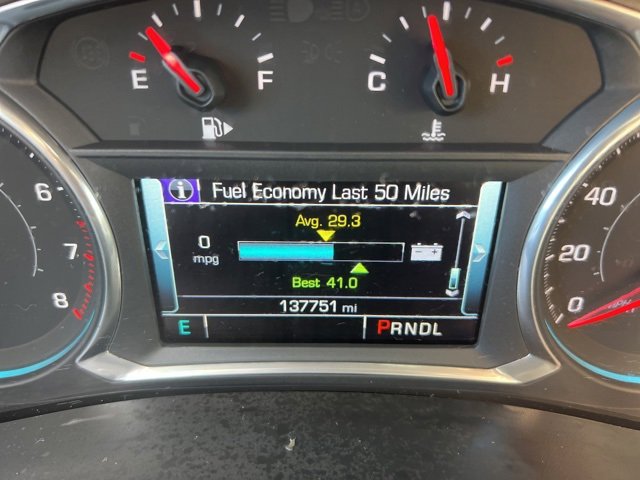 E F
C H
i Fuel Economy Last 50 Miles
Avg. 29.3
0
mpg
- +
Best 41.0
137751 mi
E PRNDL
6
7
8
40
20
0
MPH